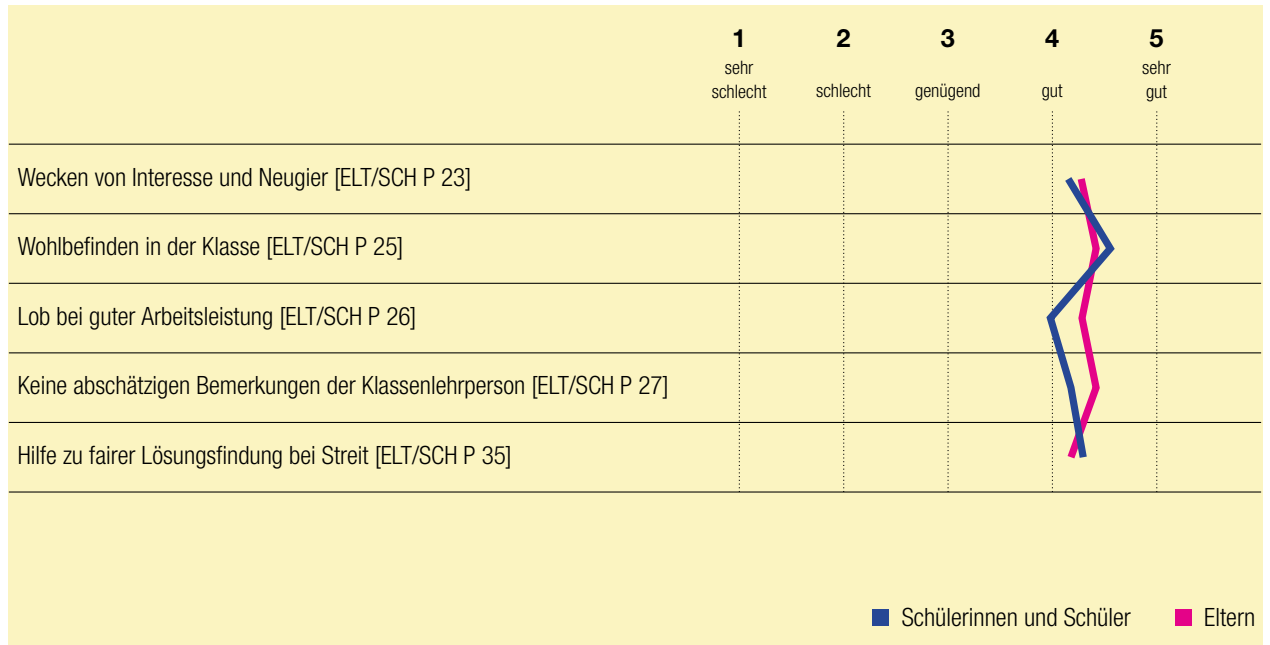 1 2 3 4 5
sehr schlecht schlecht genügend gut sehr gut
Wecken von Interesse und Neugier [ELT/SCH P 23]
Wohlbefinden in der Klasse [ELT/SCH P 25]
Lob bei guter Arbeitsleistung [ELT/SCH P 26]
Keine abschätzigen Bemerkungen der Klassenlehrperson [ELT/SCH P 27]
Hilfe zu fairer Lösungsfindung bei Streit [ELT/SCH P 35]
Schülerinnen und Schüler Eltern